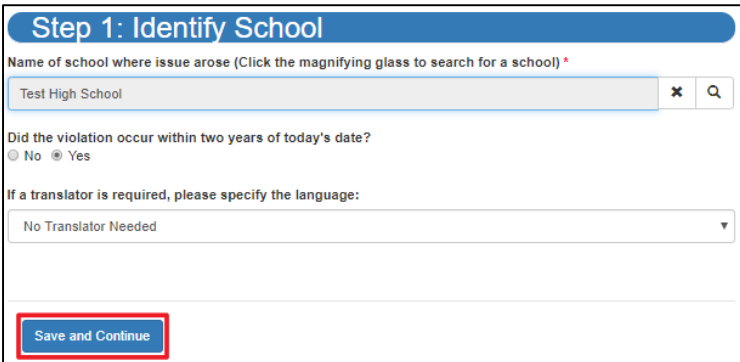 Step 1: Identify School
Name of school where issue arose (Click the magnifying glass to search for a school) *
Test High School
Did the violation occur within two years of today's date?
No Yes
If a translator is required, please specify the language:
No Translator Needed
Save and Continue